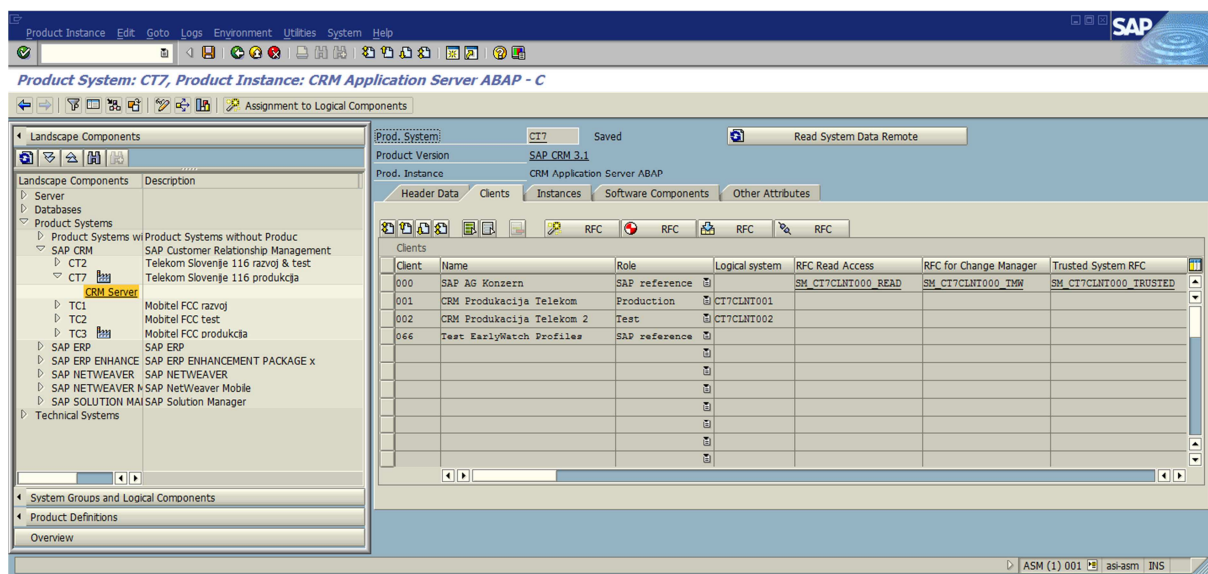 Product Instance Edit Goto Logs Environment Utilities System Help
SAP
Product System: CT7, Product Instance: CRM Application Server ABAP - C
Assignment to Logical Components
Landscape Components
Landscape Components Description
Server
Databases
Product Systems
Product Systems wi Product Systems without Produc
SAP CRM SAP Customer Relationship Management
CT2 Telekom Slovenije 116 razvoj & test
CT7 Telekom Slovenije 116 produkcija
CRM Server
TC1 Mobitel FCC razvoj
TC2 Mobitel FCC test
TC3 Mobitel FCC produkcija
SAP ERP SAP ERP
SAP ERP ENHANCE SAP ERP ENHANCEMENT PACKAGE x
SAP NETWEAVER SAP NETWEAVER
SAP NETWEAVER M SAP NetWeaver Mobile
SAP SOLUTION MAI SAP Solution Manager
Technical Systems
System Groups and Logical Components
Product Definitions
Overview
Prod. System CT7 Saved Read System Data Remote
Product Version SAP CRM 3.1
Prod. Instance CRM Application Server ABAP
Header Data Clients Instances Software Components Other Attributes
RFC RFC RFC RFC
Clients
Client Name Role Logical system RFC Read Access RFC for Change Manager Trusted System RFC
000 SAP AG Konzern SAP reference SM_CT7CLNT000_READ SM_CT7CLNT000_TMW SM_CT7CLNT000_TRUSTED
001 CRM Produkacija Telekom Production CT7CLNT001
002 CRM Produkacija Telekom 2 Test CT7CLNT002
066 Test EarlyWatch Profiles SAP reference
ASM (1) 001 asi-asm INS